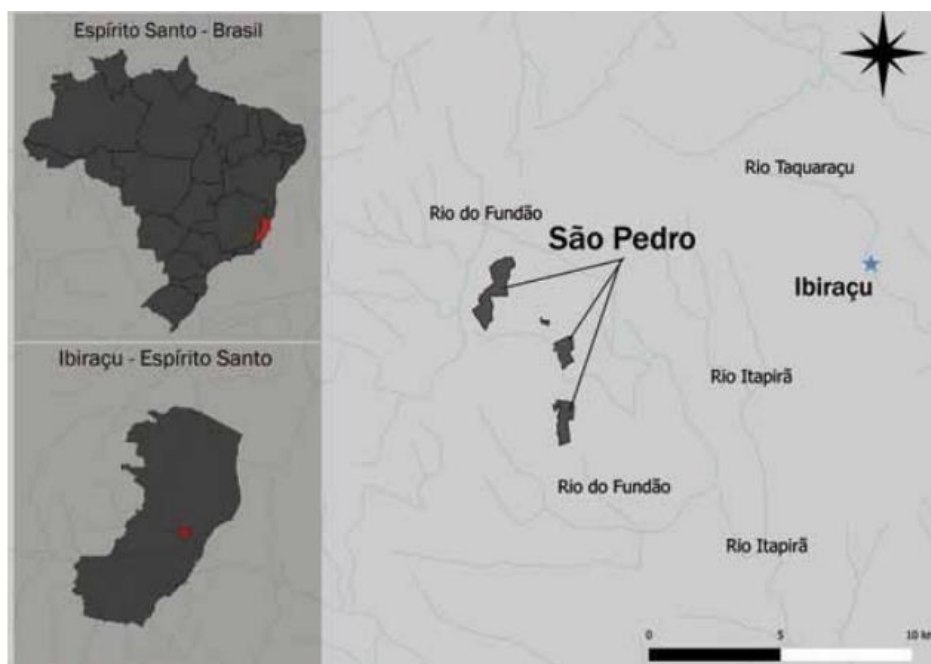 Espírito Santo - Brasil
Ibiraçu - Espírito Santo
Rio Taquaraçu
Rio do Fundão
São Pedro
Ibiraçu
Rio Itapirã
Rio do Fundão
Rio Itapirã
0 5 10 km